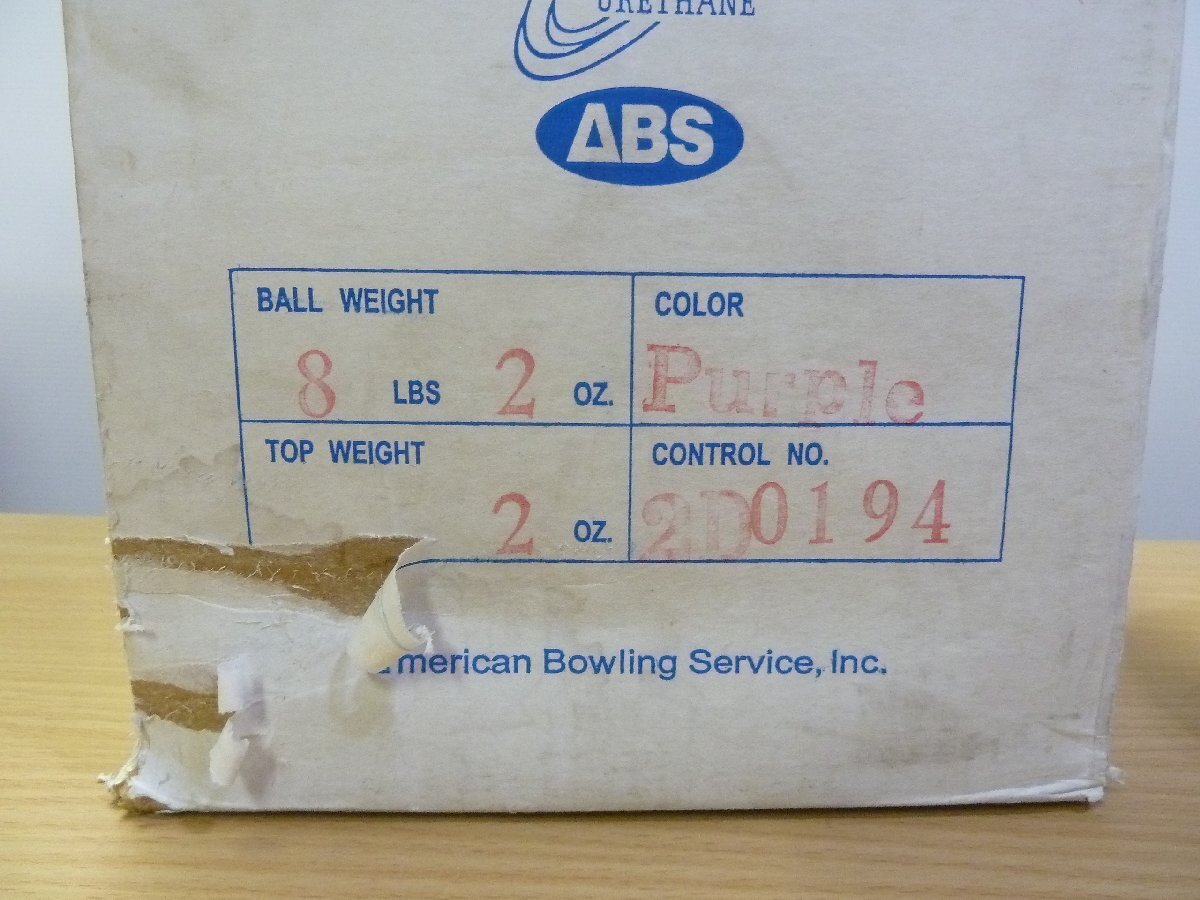 URETHANE
ABS
BALL WEIGHT
8 LBS 2 OZ.
COLOR
Purple
TOP WEIGHT
2 OZ.
CONTROL NO.
2D0194
American Bowling Service, Inc.